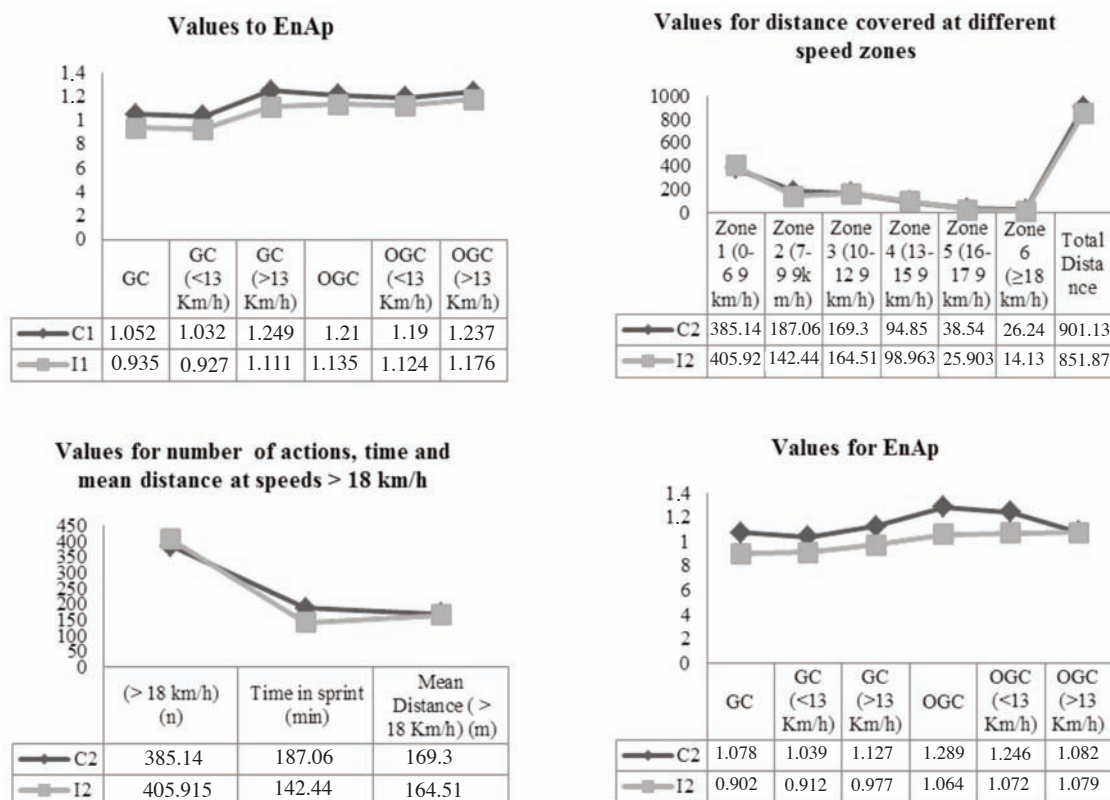 Values to EnAp
1.4
1.2
1
8
6
4
2
0
GC
GC
(<13
Km/h)
GC
(>13
Km/h)
OGC
OGC
(<13
Km/h)
OGC
(>13
Km/h)
C1 1.052 1.032 1.249 1.21 1.19 1.237
I1 0.935 0.927 1.111 1.135 1.124 1.176
Values for distance covered at different
speed zones
1000
800
600
400
200
0
Zone
1 (0-
6 9
km/h)
Zone
2 (7-
9 9k
m/h)
Zone
3 (10-
12 9
km/h)
Zone
4 (13-
15 9
km/h)
Zone
5 (16-
17 9
km/h)
Zone
6
(≥18
km/h)
Total
Dista
nce
C2 385.14 187.06 169.3 94.85 38.54 26.24 901.13
I2 405.92 142.44 164.51 98.963 25.903 14.13 851.87
Values for number of actions, time and
mean distance at speeds > 18 km/h
450
400
350
300
250
200
150
100
50
0
(> 18 km/h)
(n)
Time in sprint
(min)
Mean
Distance ( >
18 Km/h) (m)
C2 385.14 187.06 169.3
I2 405.915 142.44 164.51
Values for EnAp
1.4
1.2
1
8
6
4
2
0
GC
GC
(<13
Km/h)
GC
(>13
Km/h)
OGC
OGC
(<13
Km/h)
OGC
(>13
Km/h)
C2 1.078 1.039 1.127 1.289 1.246 1.082
I2 0.902 0.912 0.977 1.064 1.072 1.079